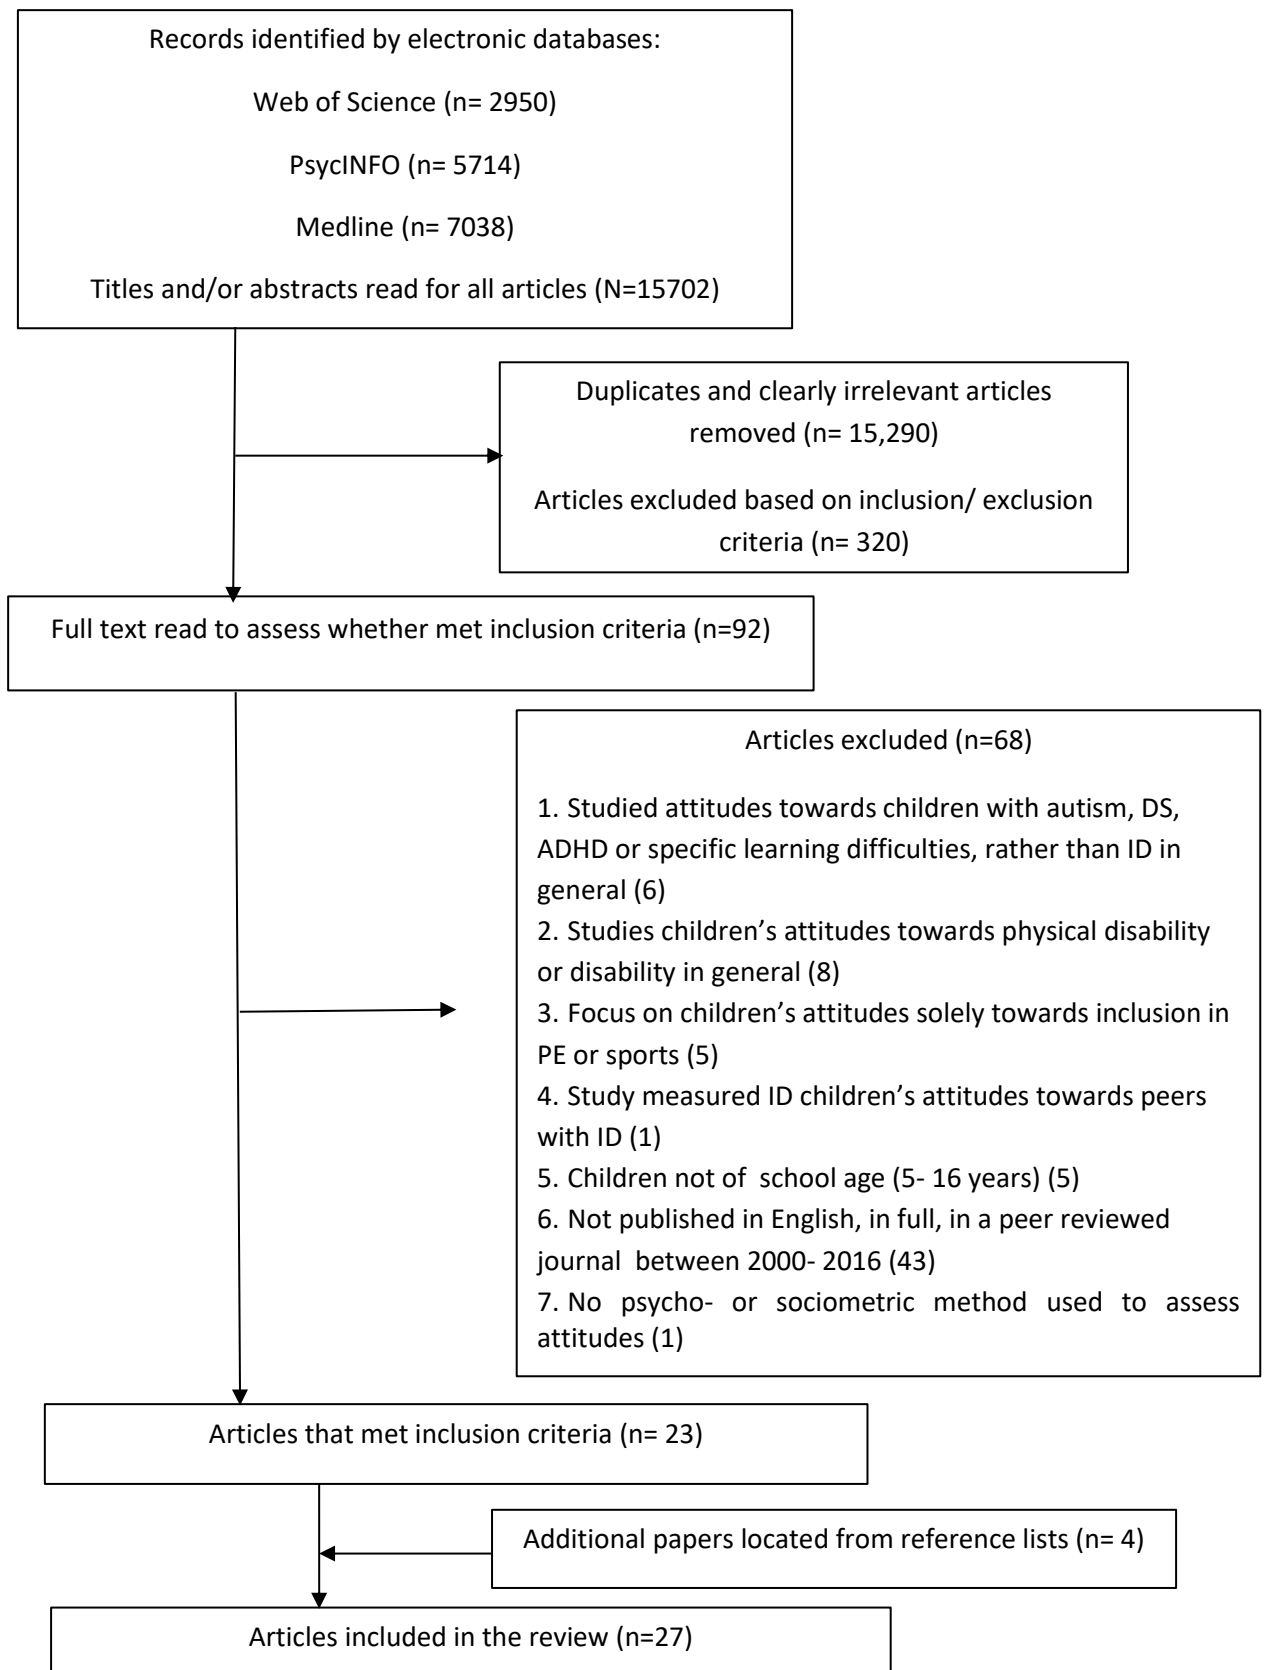 Records identified by electronic databases:
Web of Science (n= 2950)
PsycINFO (n= 5714)
Medline (n= 7038)
Titles and/or abstracts read for all articles (N=15702)
Duplicates and clearly irrelevant articles
removed (n= 15,290)
Articles excluded based on inclusion/ exclusion
criteria (n= 320)
Full text read to assess whether met inclusion criteria (n=92)
Articles excluded (n=68)
1. Studied attitudes towards children with autism, DS,
ADHD or specific learning difficulties, rather than ID in
general (6)
2. Studies children’s attitudes towards physical disability
or disability in general (8)
3. Focus on children’s attitudes solely towards inclusion in
PE or sports (5)
4. Study measured ID children’s attitudes towards peers
with ID (1)
5. Children not of  school age (5- 16 years) (5)
6. Not published in English, in full, in a peer reviewed
journal  between 2000- 2016 (43)
7. No psycho- or sociometric method used to assess
attitudes (1)
Articles that met inclusion criteria (n= 23)
Additional papers located from reference lists (n= 4)
Articles included in the review (n=27)